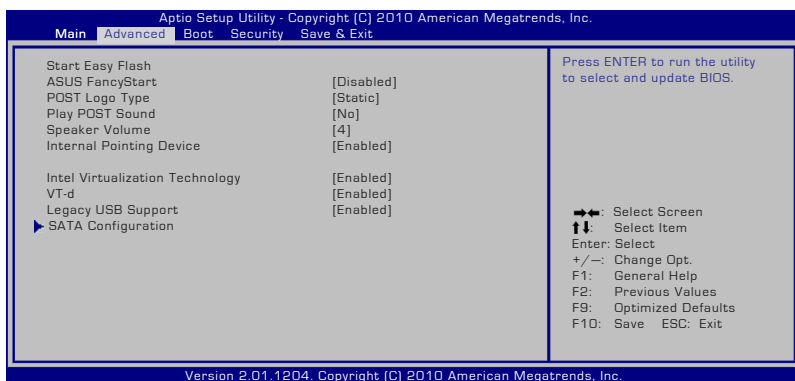 Aptio Setup Utility - Copyright (C) 2010 American Megatrends, Inc.
Main Advanced Boot Security Save & Exit
Start Easy Flash
ASUS FancyStart [Disabled]
POST Logo Type [Static]
Play POST Sound [No]
Speaker Volume [4]
Internal Pointing Device [Enabled]
Intel Virtualization Technology [Enabled]
VT-d [Enabled]
Legacy USB Support [Enabled]
SATA Configuration
Press ENTER to run the utility
to select and update BIOS.
→←: Select Screen
↑↓: Select Item
Enter: Select
+/—: Change Opt.
F1: General Help
F2: Previous Values
F9: Optimized Defaults
F10: Save ESC: Exit
Version 2.01.1204. Copyright (C) 2010 American Megatrends, Inc.